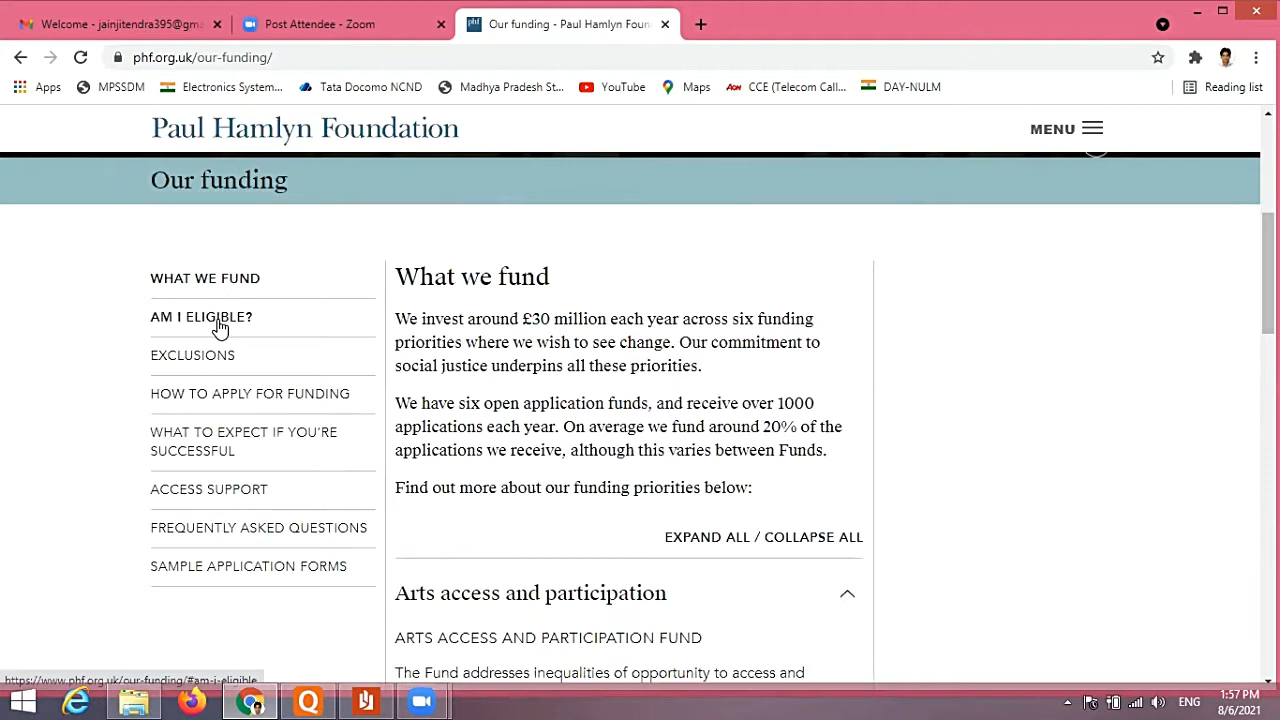 Welcome - jainjitendra395@gma
Post Attendee - Zoom
phf
Our funding - Paul Hamlyn Foun
phf.org.uk/our-funding/
Apps
MPSSDM
Electronics System...
Tata Docomo NCND
Madhya Pradesh St...
YouTube
Maps
Aon
CCE (Telecom Call...
DAY-NULM
Reading list
Paul Hamlyn Foundation
MENU
Our funding
WHAT WE FUND
AM I ELIGIBLE?
EXCLUSIONS
HOW TO APPLY FOR FUNDING
WHAT TO EXPECT IF YOU'RE
SUCCESSFUL
ACCESS SUPPORT
FREQUENTLY ASKED QUESTIONS
SAMPLE APPLICATION FORMS
What we fund
We invest around £30 million each year across six funding
priorities where we wish to see change. Our commitment to
social justice underpins all these priorities.
We have six open application funds, and receive over 1000
applications each year. On average we fund around 20% of the
applications we receive, although this varies between Funds.
Find out more about our funding priorities below:
EXPAND ALL / COLLAPSE ALL
Arts access and participation
ARTS ACCESS AND PARTICIPATION FUND
The Fund addresses inequalities of opportunity to access and
https://www.phf.org.uk/our-funding/#am-i-eligible
ENG
1:57 PM
8/6/2021